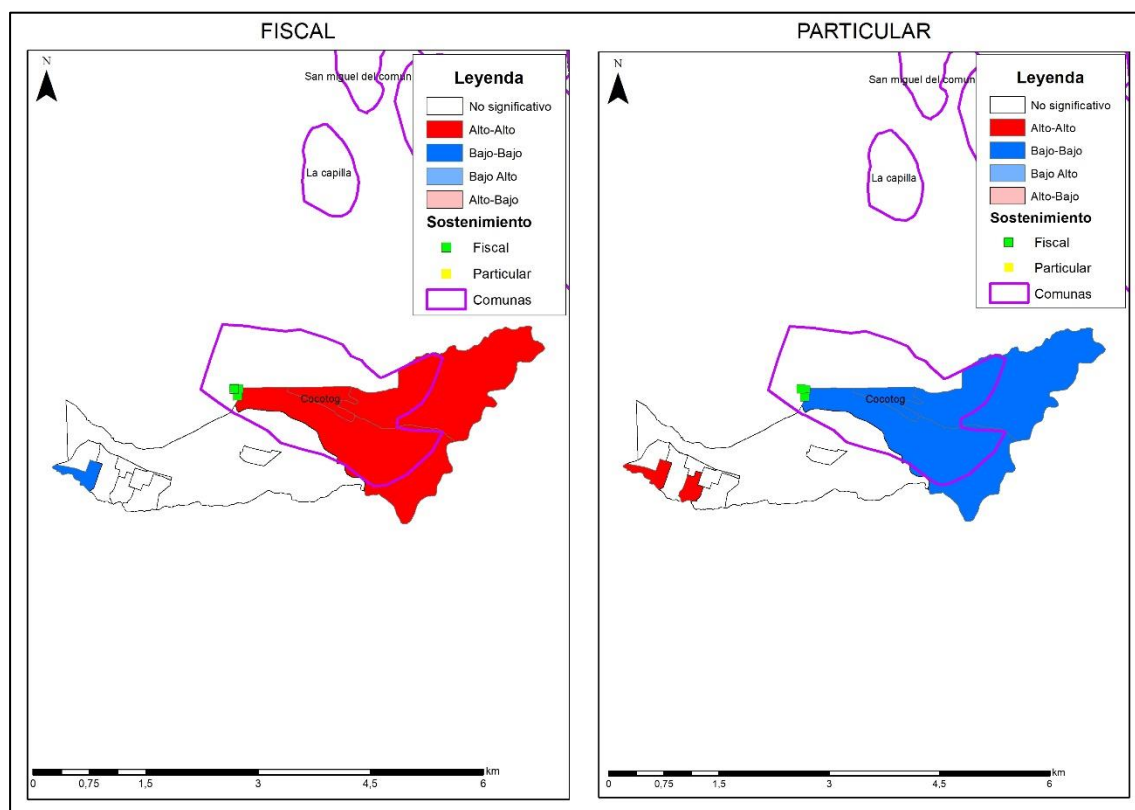 FISCAL
N
San miguel del comun
La capilla
Leyenda
No significativo
Alto-Alto
Bajo-Bajo
Bajo Alto
Alto-Bajo
Sostenimiento
Fiscal
Particular
Comunas
Cocotog
km
0 0,75 1,5 3 4,5 6
PARTICULAR
N
San miguel del comun
La capilla
Leyenda
No significativo
Alto-Alto
Bajo-Bajo
Bajo Alto
Alto-Bajo
Sostenimiento
Fiscal
Particular
Comunas
Cocotog
km
0 0,75 1,5 3 4,5 6